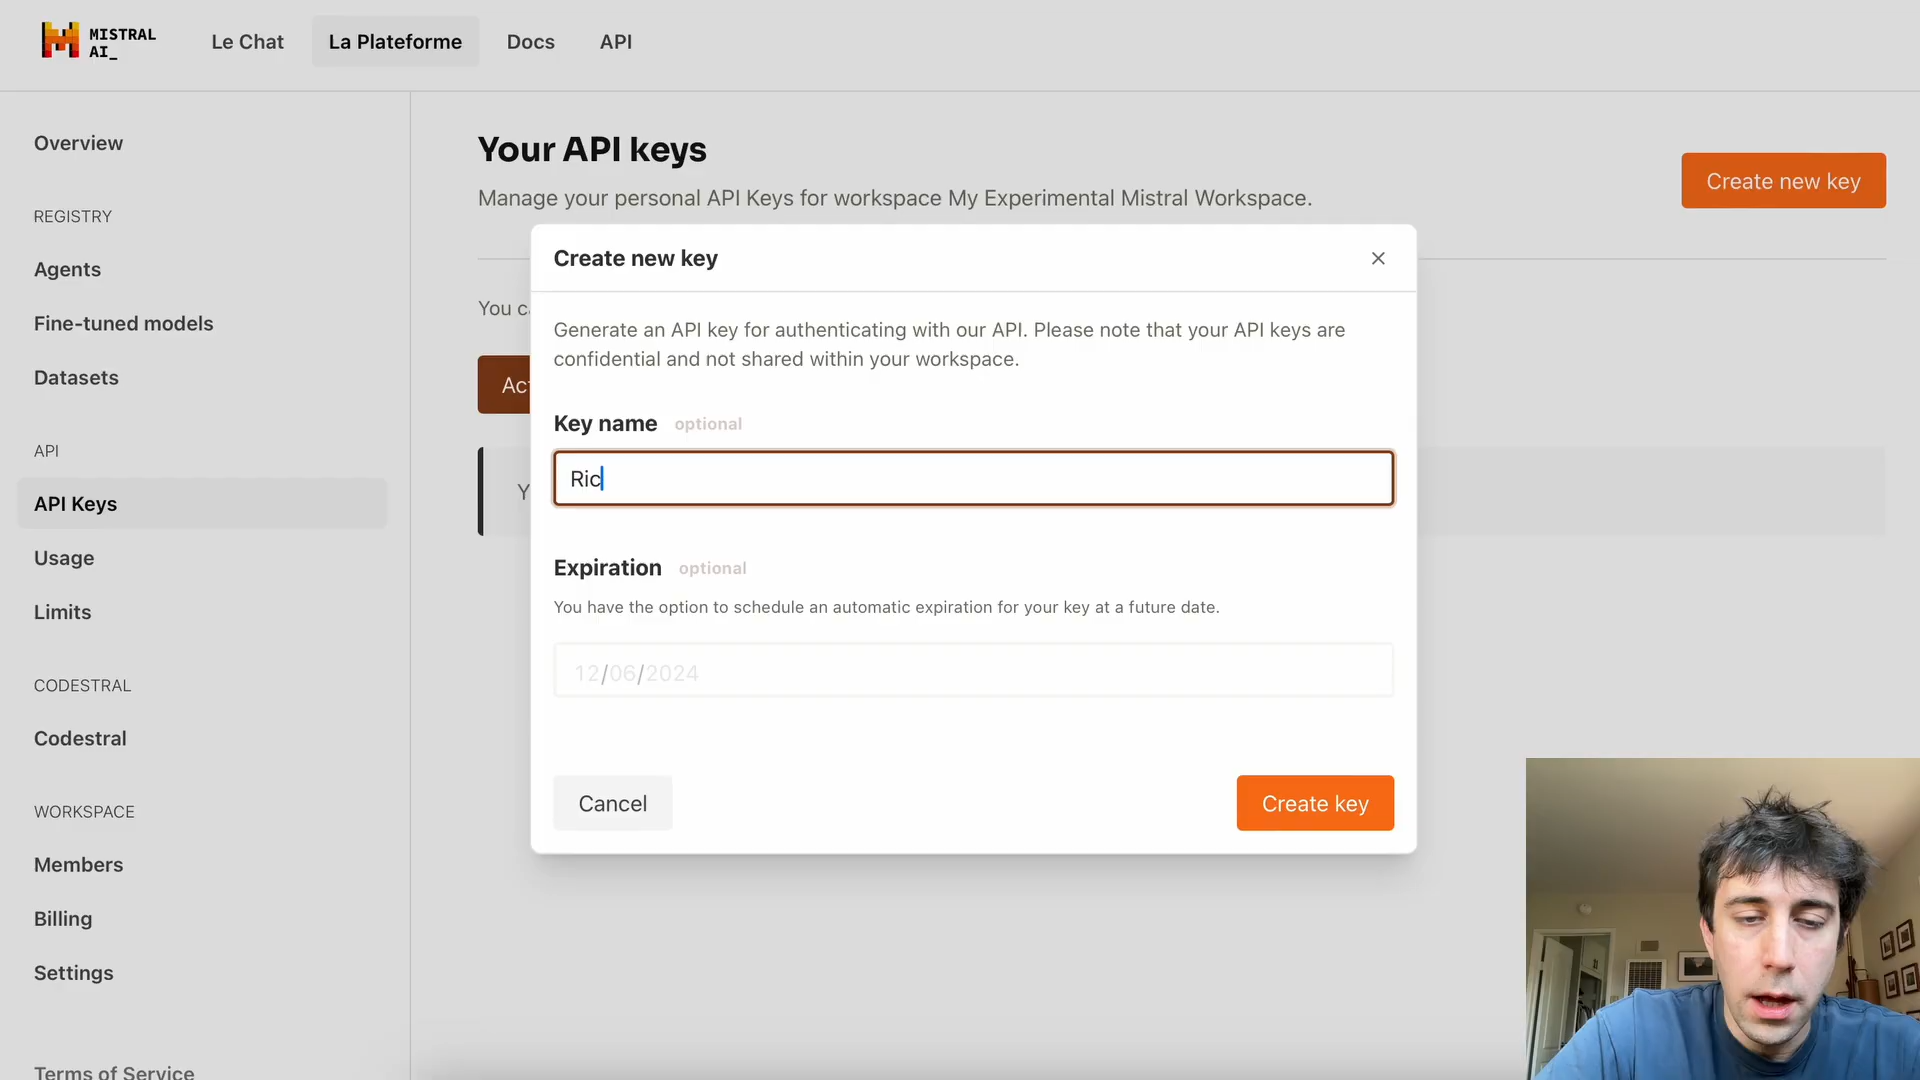 MISTRAL
AI_
Le Chat
La Plateforme
Docs
API
Overview
REGISTRY
Agents
Fine-tuned models
Datasets
API
API Keys
Usage
Limits
CODESTRAL
Codestral
WORKSPACE
Members
Billing
Settings
Terms of Service
Your API keys
Manage your personal API Keys for workspace My Experimental Mistral Workspace.
Create new key
You
Create new key
Generate an API key for authenticating with our API. Please note that your API keys are
confidential and not shared within your workspace.
Key name optional
Ric
Expiration optional
You have the option to schedule an automatic expiration for your key at a future date.
12/06/2024
Cancel
Create key